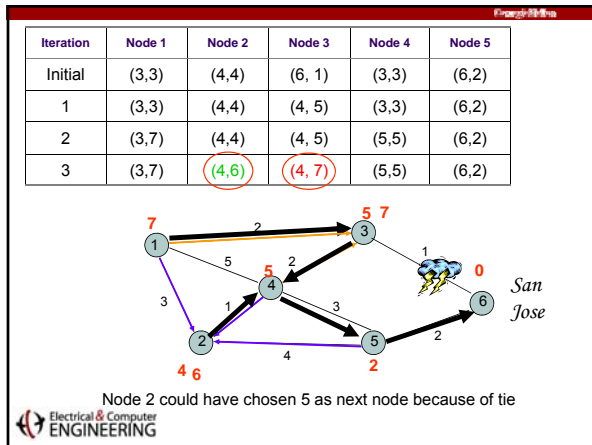 Carnegie Mellon
Iteration Node 1 Node 2 Node 3 Node 4 Node 5
Initial (3,3) (4,4) (6, 1) (3,3) (6,2)
1 (3,3) (4,4) (4, 5) (3,3) (6,2)
2 (3,7) (4,4) (4, 5) (5,5) (6,2)
3 (3,7) (4,6) (4, 7) (5,5) (6,2)
5 7
7
2
3
1
1
5
5
2
0
4
6
San
Jose
3
1
3
2
5
2
4
4 6
2
Node 2 could have chosen 5 as next node because of tie
Electrical & Computer
ENGINEERING